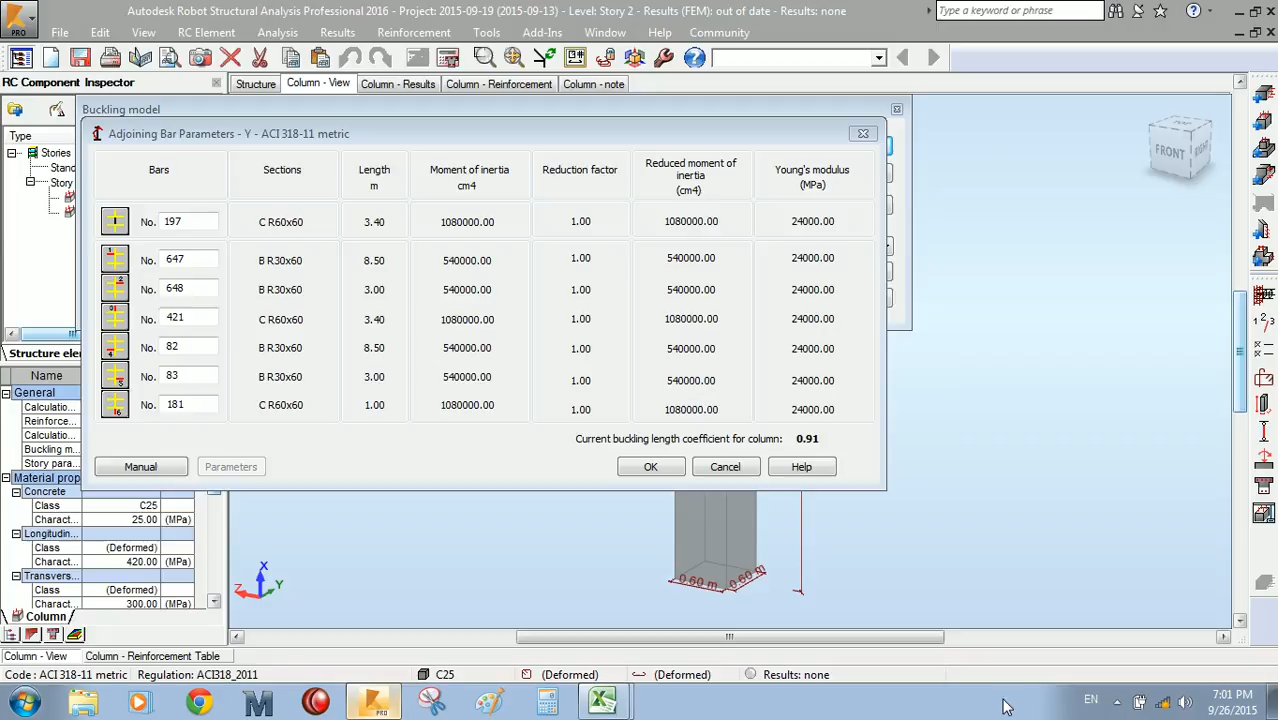 Autodesk Robot Structural Analysis Professional 2016 - Project: 2015-09-19 (2015-09-13) - Level: Story 2 - Results (FEM): out of date - Results: none
Type a keyword or phrase
PRO
File Edit View RC Element Analysis Results Reinforcement Tools Add-Ins Window Help Community
RC Component Inspector
Structure Column - View Column - Results Column - Reinforcement Column - note
Type
Stories
Stand
Story
Buckling model
Adjoining Bar Parameters - Y - ACI 318-11 metric
Bars Sections Length m Moment of inertia cm4 Reduction factor Reduced moment of inertia (cm4) Young's modulus (MPa)
No. 197 C R60x60 3.40 1080000.00 1.00 1080000.00 24000.00
No. 647 B R30x60 8.50 540000.00 1.00 540000.00 24000.00
No. 648 B R30x60 3.00 540000.00 1.00 540000.00 24000.00
No. 421 C R60x60 3.40 1080000.00 1.00 1080000.00 24000.00
No. 82 B R30x60 8.50 540000.00 1.00 540000.00 24000.00
No. 83 B R30x60 3.00 540000.00 1.00 540000.00 24000.00
No. 181 C R60x60 1.00 1080000.00 1.00 1080000.00 24000.00
Current buckling length coefficient for column: 0.91
Manual Parameters OK Cancel Help
FRONT RIGHT
Structure ele
Name
General
Calculatio...
Reinforce...
Calculatio...
Buckling m...
Story para...
Material prop
Concrete
Class C25
Charact... 25.00 (MPa)
Longitudin...
Class (Deformed)
Charact... 420.00 (MPa)
Transvers...
Class (Deformed)
Charact... 300.00 (MPa)
Column
X
Z Y
0.60 m 0.60 m
Column - View Column - Reinforcement Table
Code : ACI 318-11 metric Regulation: ACI318_2011 C25 (Deformed) (Deformed) Results: none
EN
7:01 PM
9/26/2015